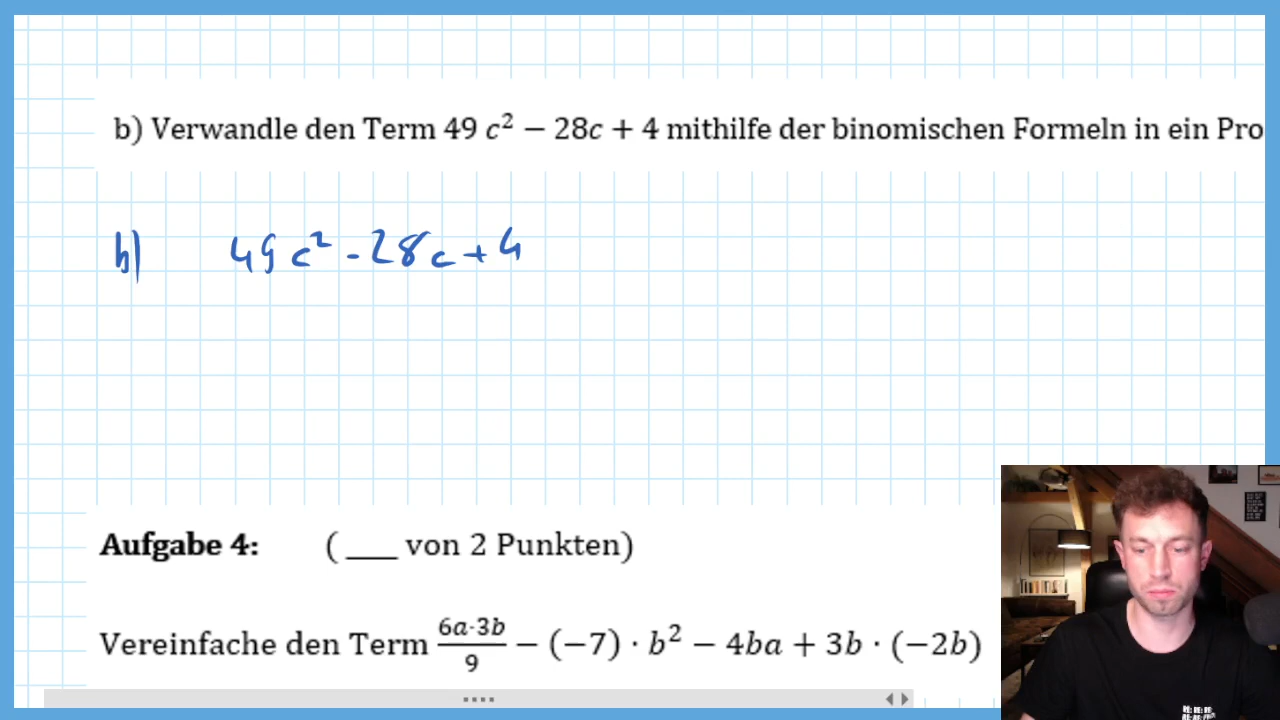 b) Verwandle den Term 49 c² − 28c + 4 mithilfe der binomischen Formeln in ein Pro
b) 49c² - 28c + 4
Aufgabe 4: ( ___ von 2 Punkten)
Vereinfache den Term \frac{6a·3b}{9} − (−7) · b² − 4ba + 3b · (−2b)